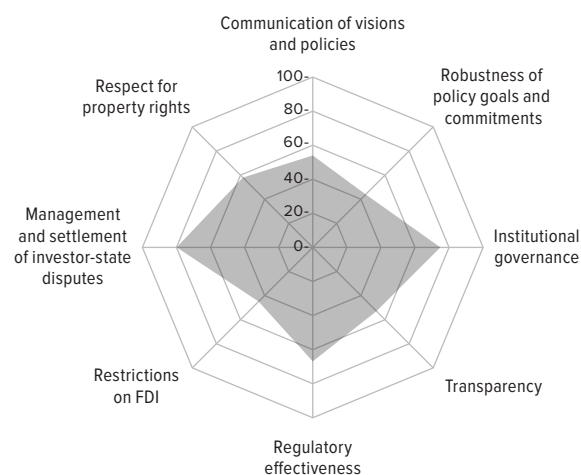 Communication of visions
and policies
Robustness of
policy goals and
commitments
Institutional
governance
Transparency
Regulatory
effectiveness
Restrictions
on FDI
Management
and settlement
of investor-state
disputes
Respect for
property rights
100-
80-
60-
40-
20-
0-